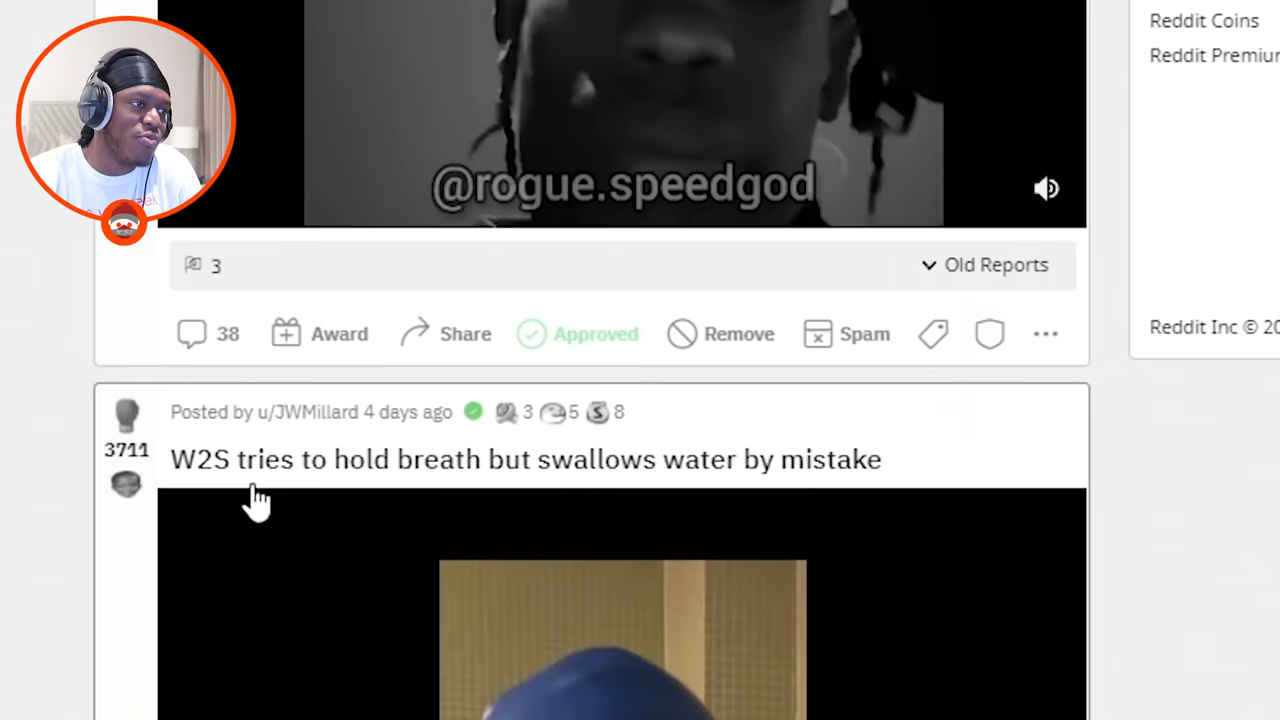 Reddit Coins
Reddit Premium
@rogue.speedgod
3
Old Reports
38 Award Share Approved Remove Spam
Reddit Inc © 20
Posted by u/JWMillard 4 days ago 3 5 8
3711
W2S tries to hold breath but swallows water by mistake